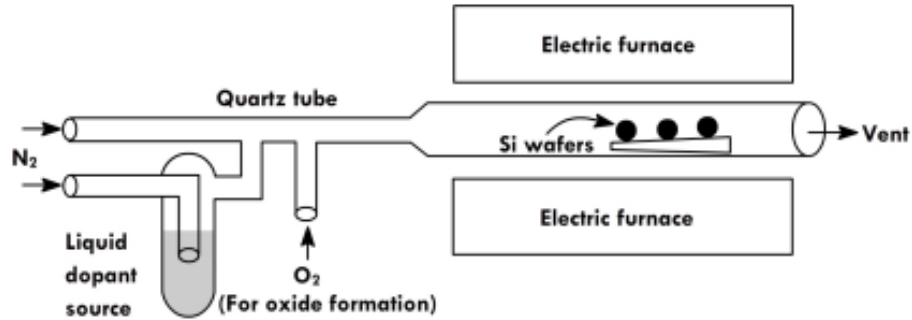 Electric furnace
Quartz tube
N₂
Si wafers
Vent
Electric furnace
Liquid
dopant
source
O₂
(For oxide formation)